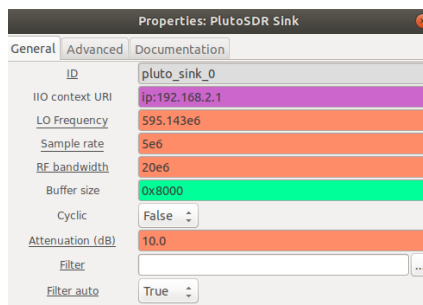 Properties: PlutoSDR Sink
General Advanced Documentation
ID pluto_sink_0
IIO context URI ip:192.168.2.1
LO Frequency 595.143e6
Sample rate 5e6
RF bandwidth 20e6
Buffer size 0x8000
Cyclic False
Attenuation (dB) 10.0
Filter ...
Filter auto True